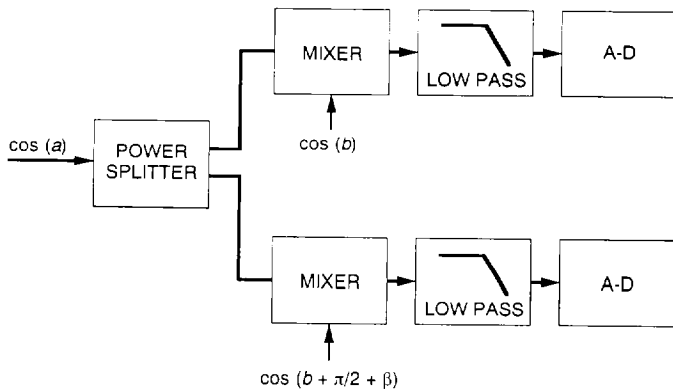 MIXER
LOW PASS
A-D
cos (a)
POWER
SPLITTER
cos (b)
MIXER
LOW PASS
A-D
cos (b + π/2 + β)